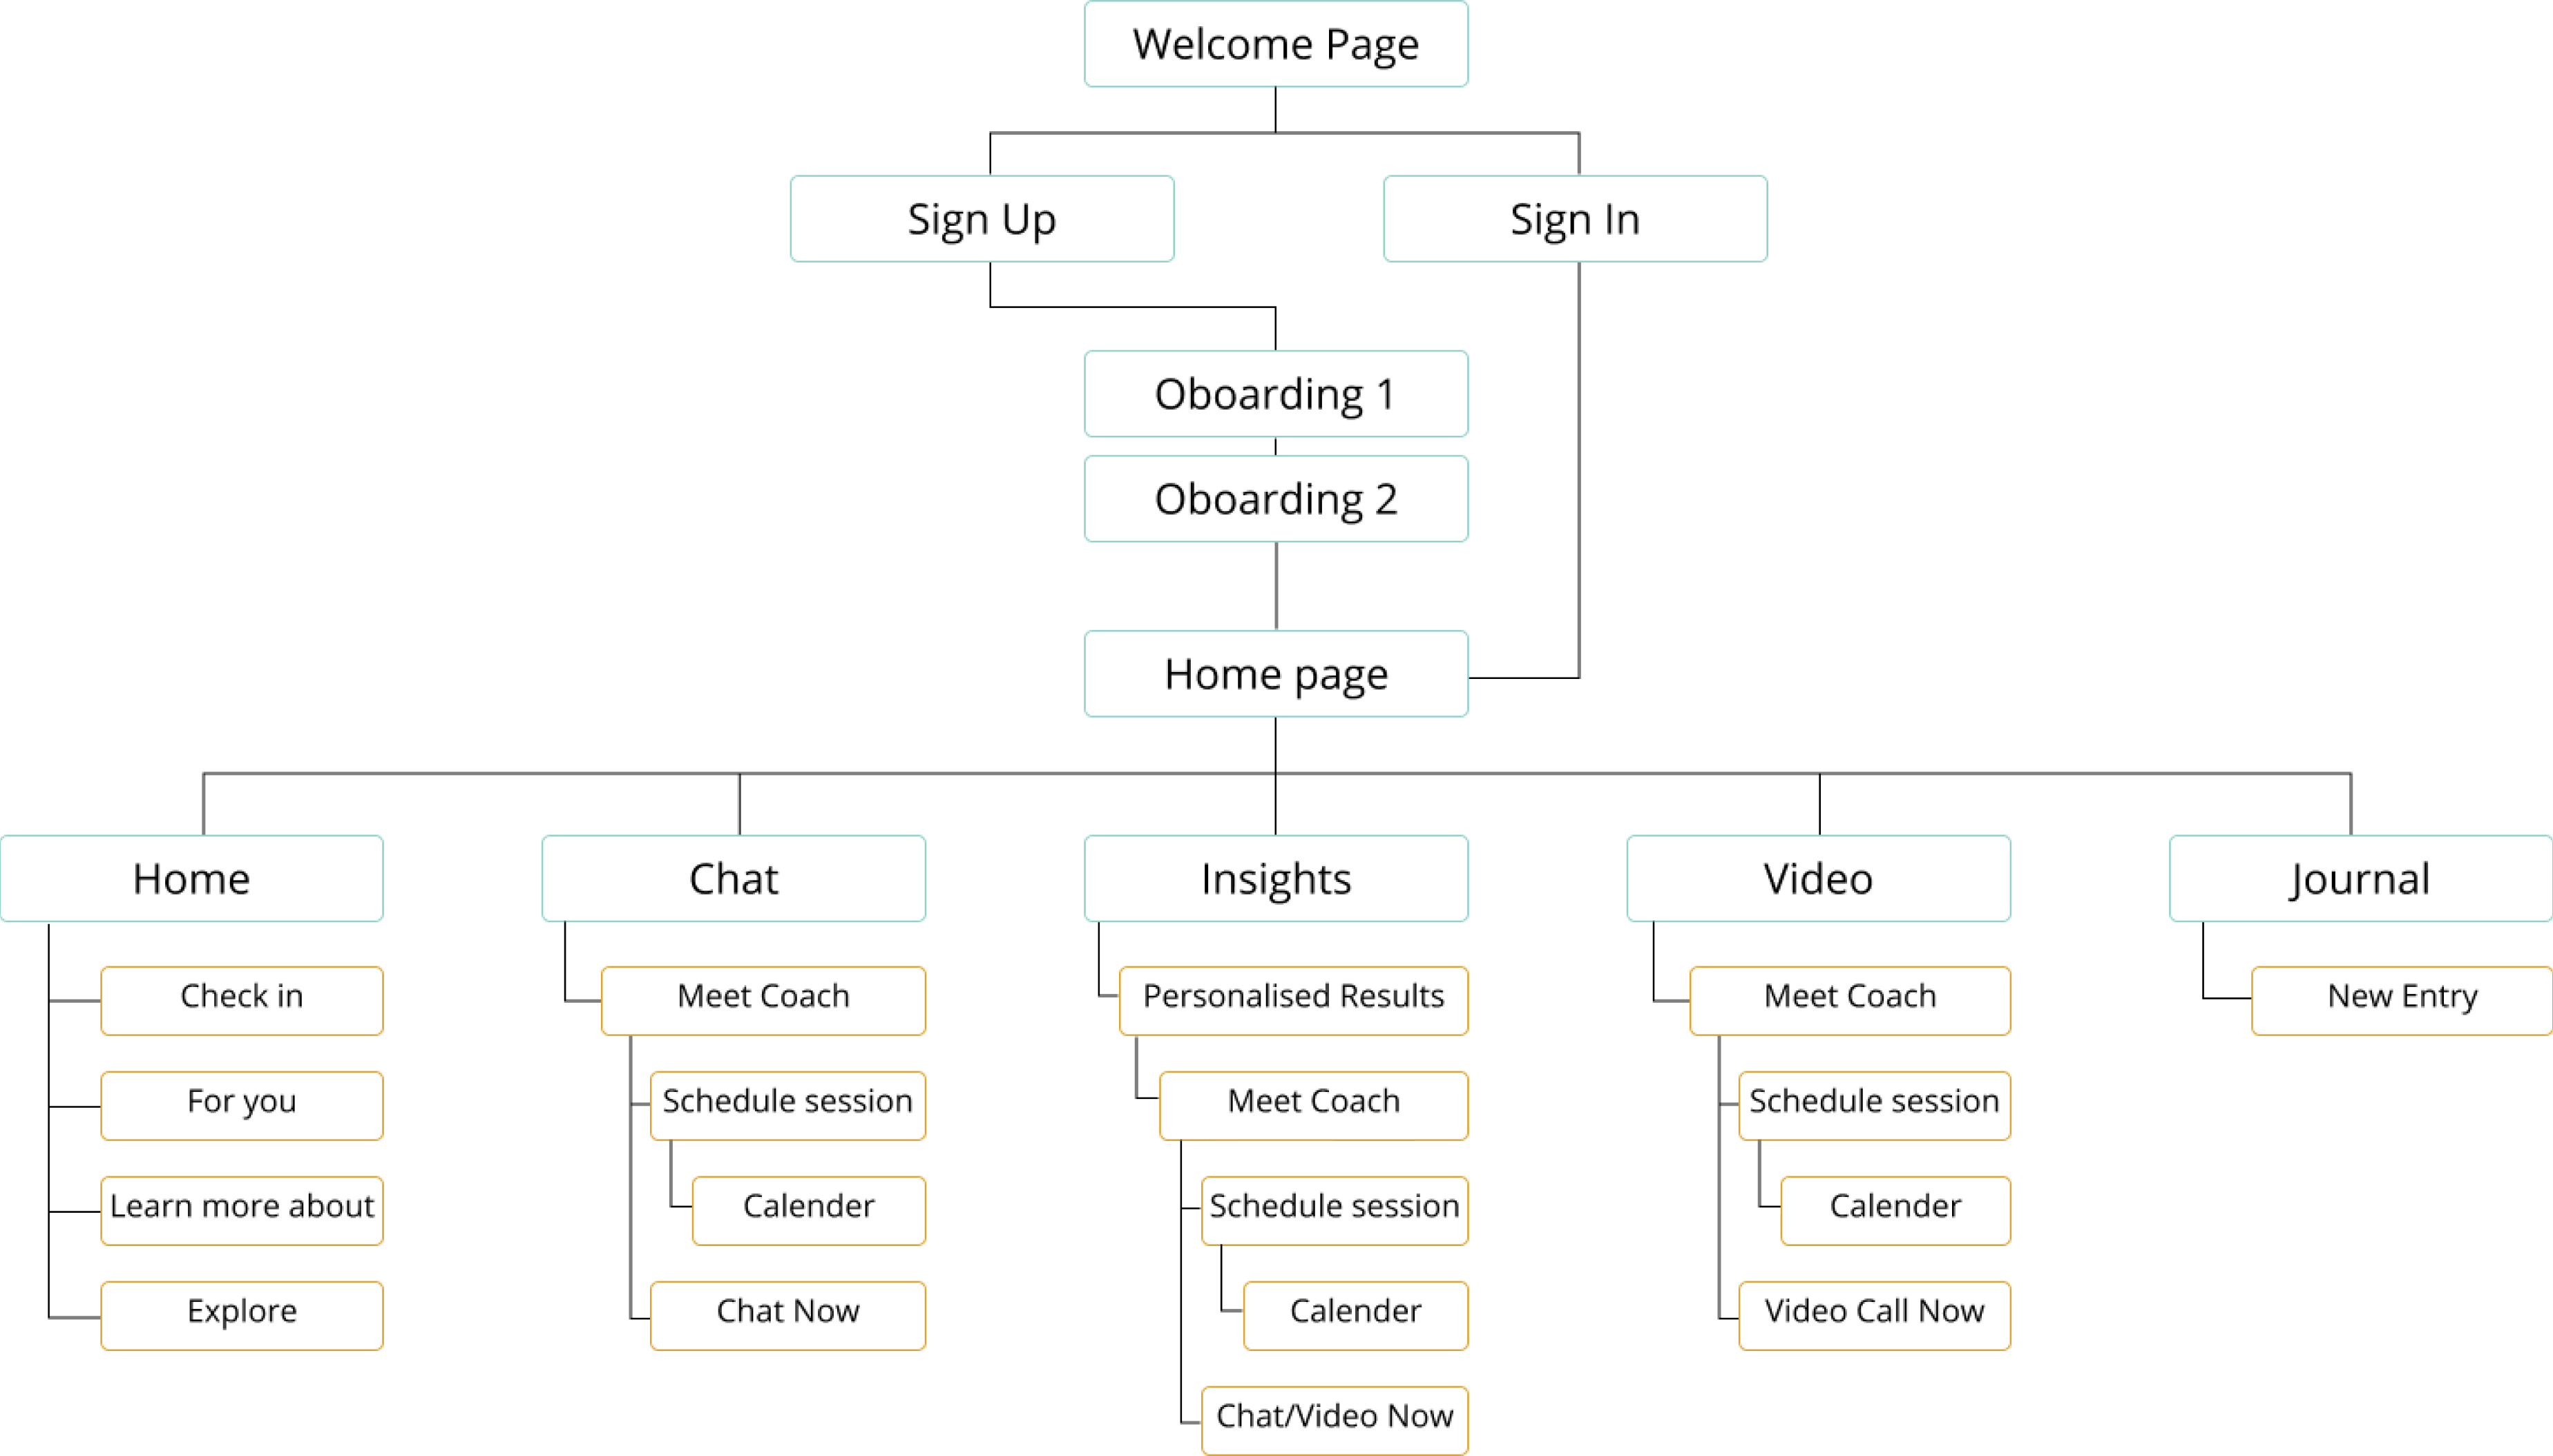 Welcome Page
Sign Up
Sign In
Oboarding 1
Oboarding 2
Home page
Home
Chat
Insights
Video
Journal
Check in
For you
Learn more about
Explore
Meet Coach
Schedule session
Calender
Chat Now
Personalised Results
Meet Coach
Schedule session
Calender
Chat/Video Now
Meet Coach
Schedule session
Calender
Video Call Now
New Entry